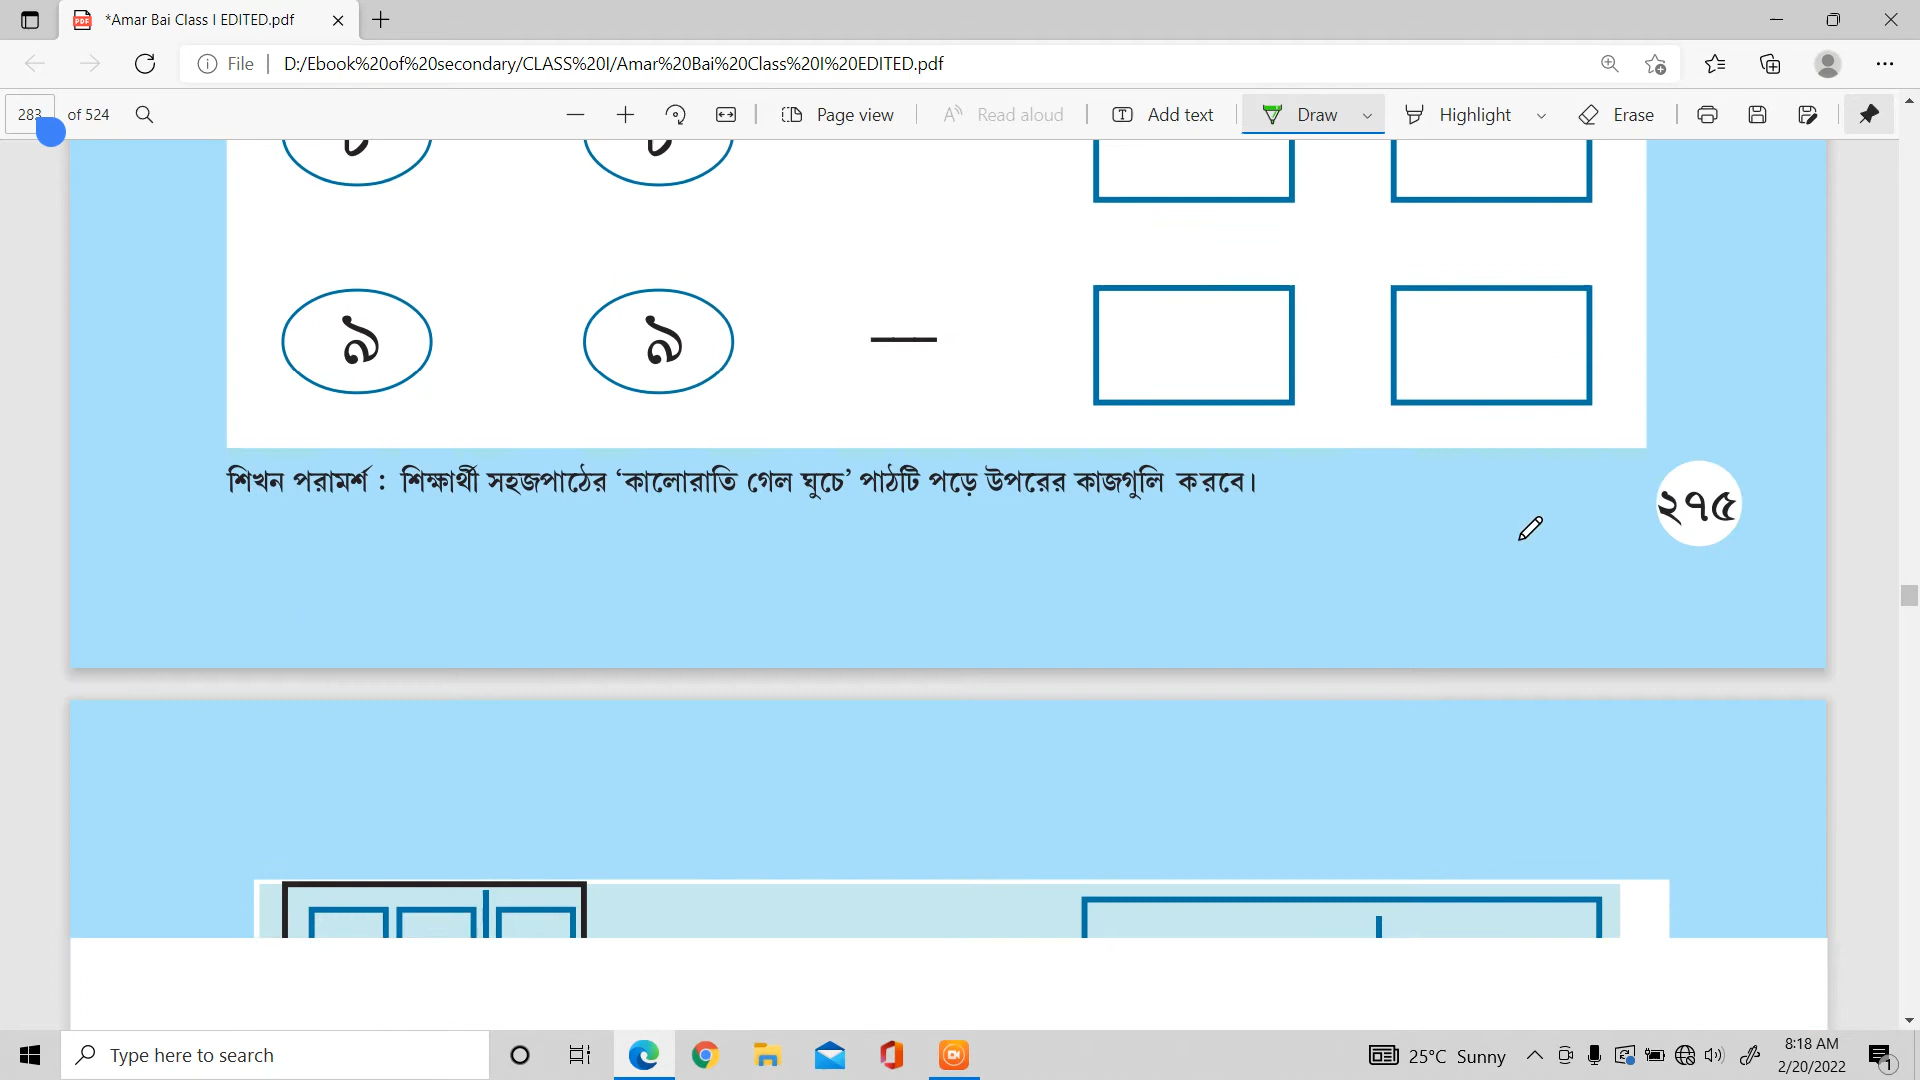 *Amar Bai Class I EDITED.pdf
File
D:/Ebook%20of%20secondary/CLASS%20I/Amar%20Bai%20Class%20I%20EDITED.pdf
283 of 524
Page view
Read aloud
Add text
Draw
Highlight
Erase
৯ ৯ —
শিখন পরামর্শ : শিক্ষার্থী সহজপাঠের ‘কালোরাতি গেল ঘুচে’ পাঠটি পড়ে উপরের কাজগুলি করবে।
২৭৫
Type here to search
25°C Sunny
8:18 AM
2/20/2022
1